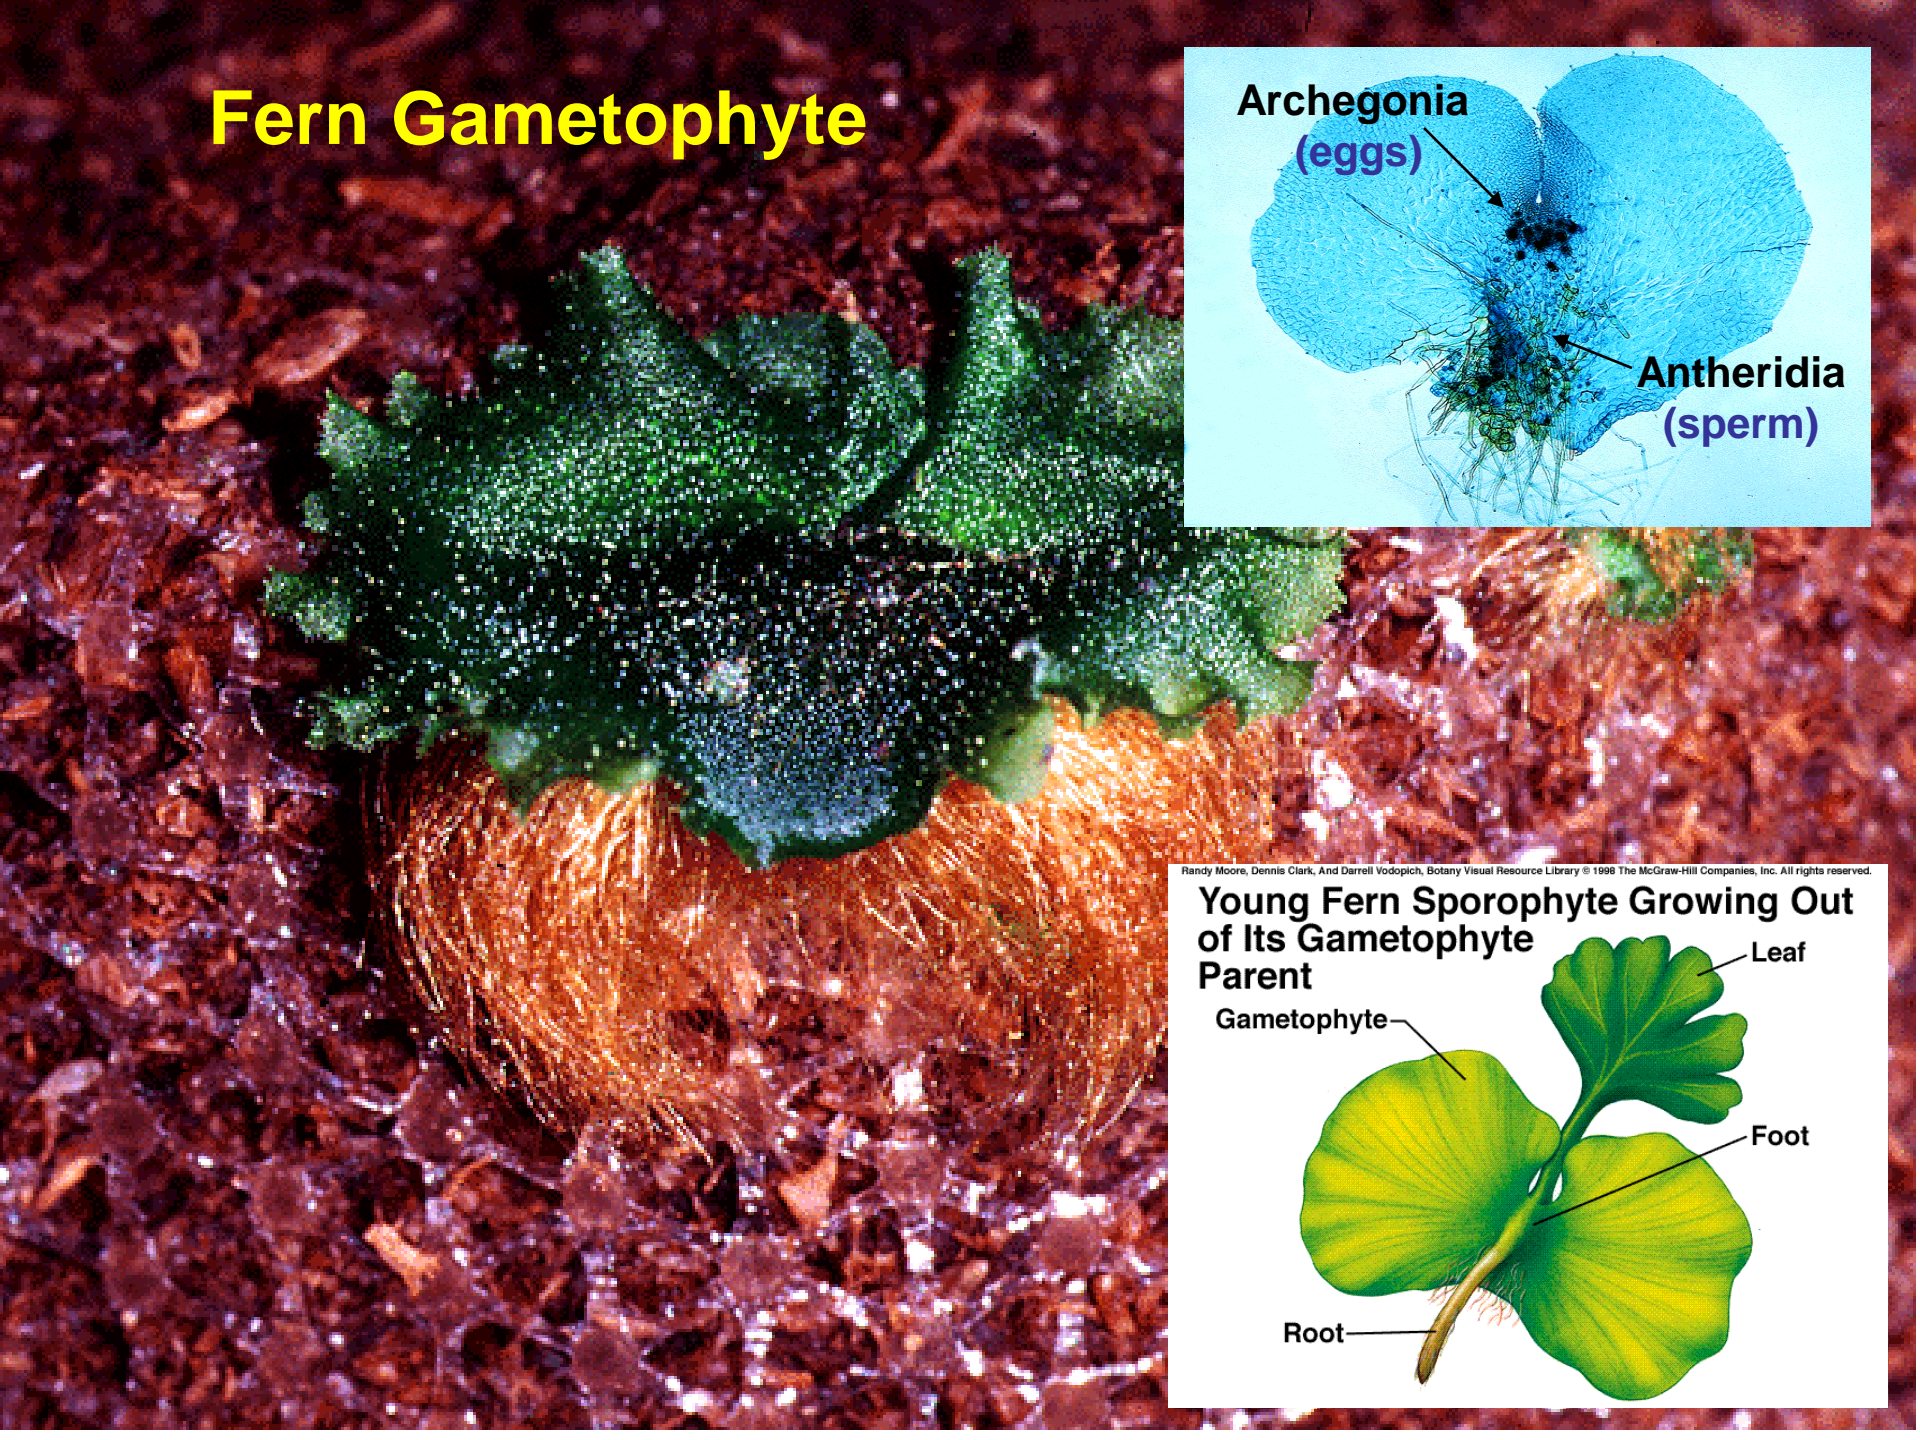 Fern Gametophyte
Archegonia
(eggs)
Antheridia
(sperm)
Randy Moore, Dennis Clark, And Darrell Vodopich, Botany Visual Resource Library © 1998 The McGraw-Hill Companies, Inc. All rights reserved.
Young Fern Sporophyte Growing Out
of Its Gametophyte
Parent
Leaf
Gametophyte
Foot
Root